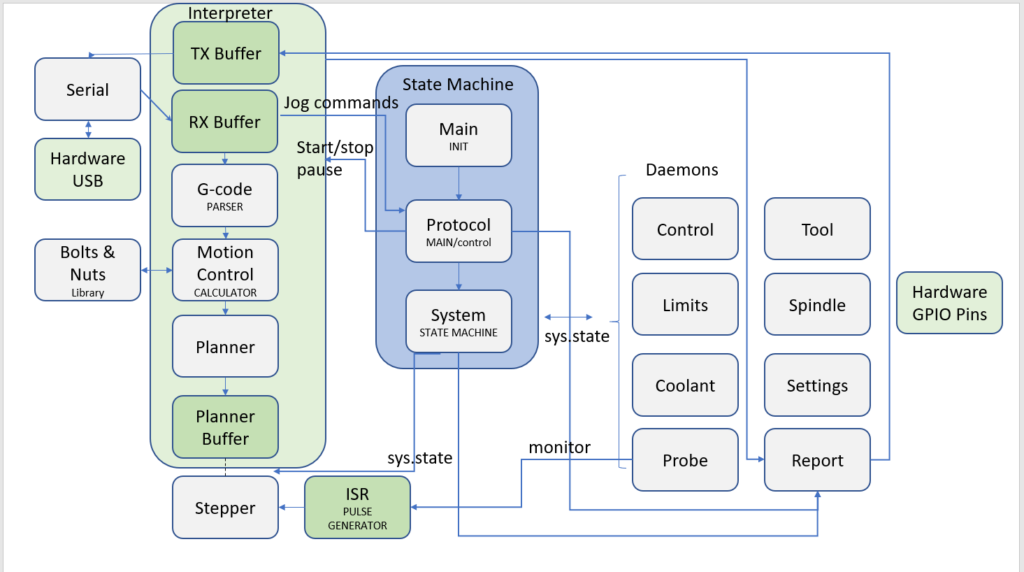 Interpreter
TX Buffer
Serial
RX Buffer
Jog commands
State Machine
Main
INIT
Hardware
USB
Start/stop
pause
G-code
PARSER
Daemons
Protocol
MAIN/control
Control
Tool
Bolts &
Nuts
Library
Motion
Control
CALCULATOR
System
STATE MACHINE
Limits
Spindle
Hardware
GPIO Pins
sys.state
Planner
Coolant
Settings
Planner
Buffer
sys.state
monitor
Probe
Report
Stepper
ISR
PULSE
GENERATOR